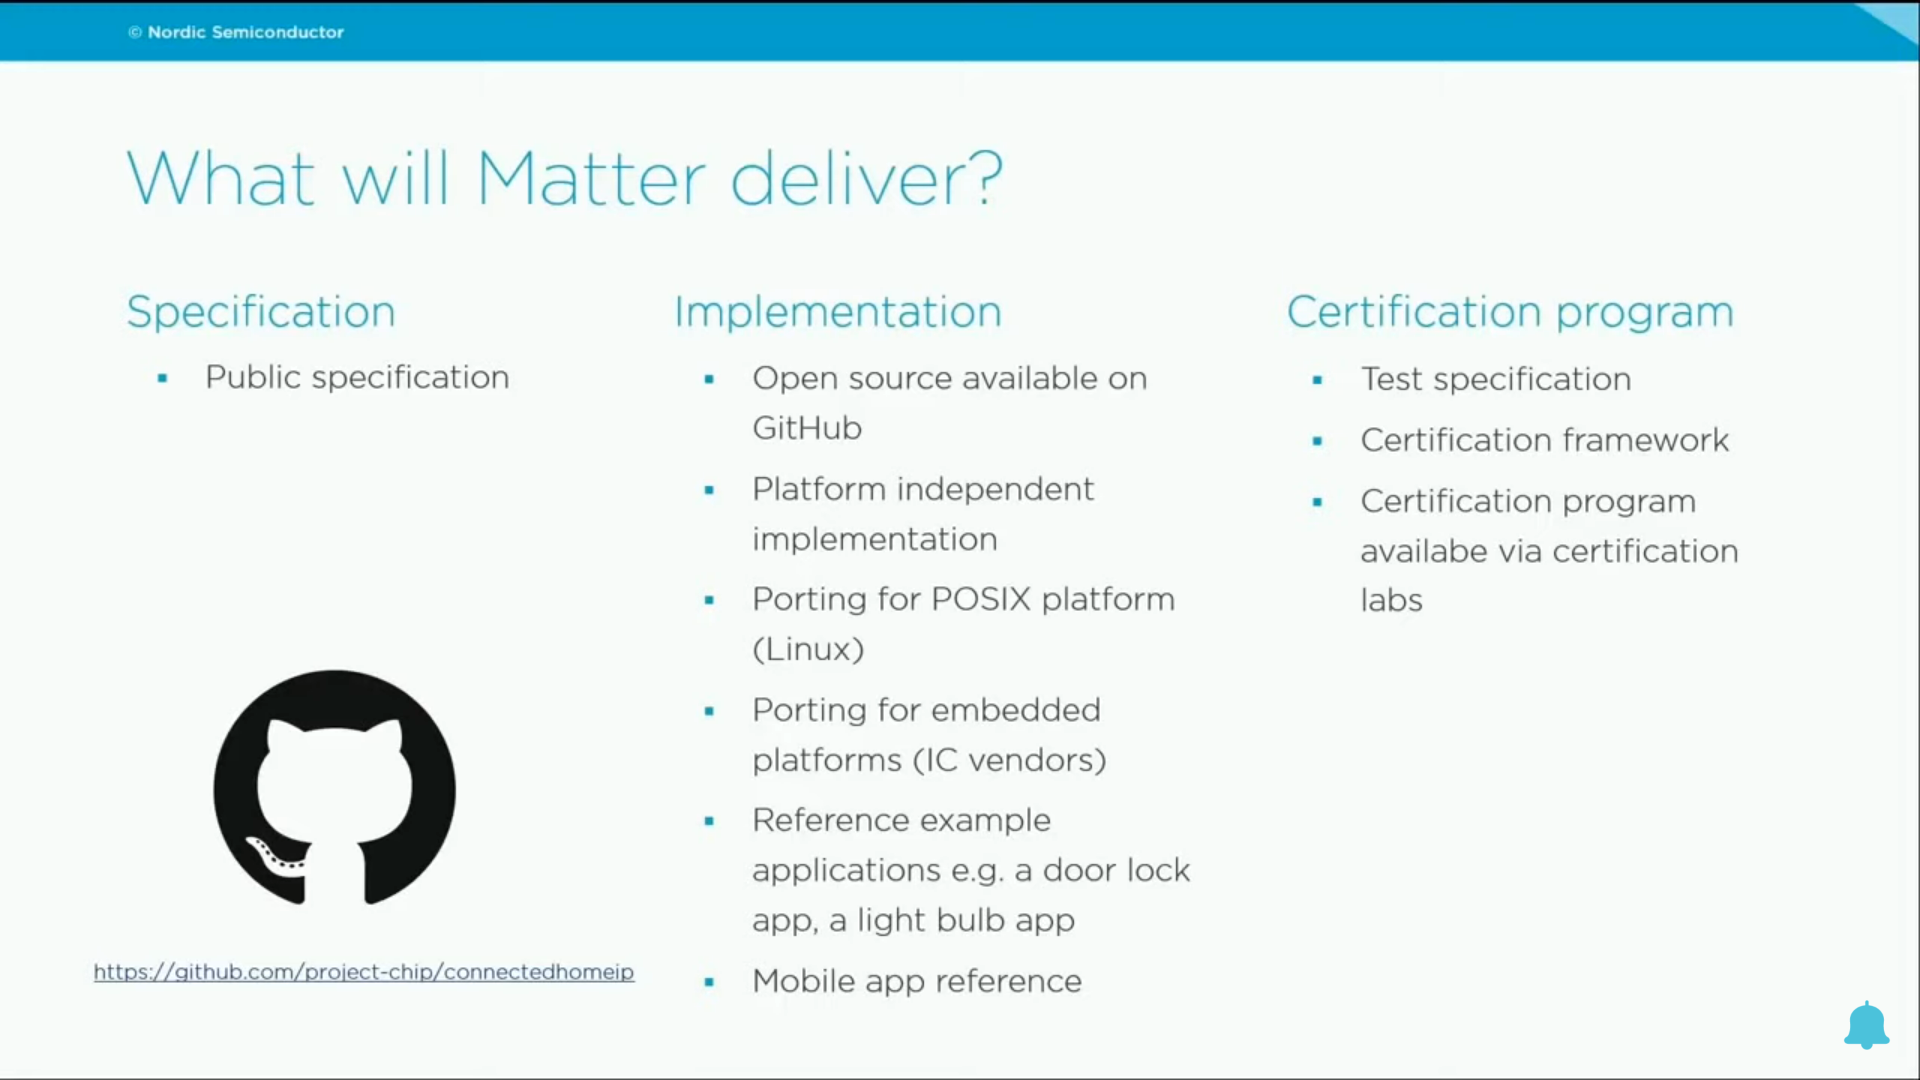 © Nordic Semiconductor
What will Matter deliver?
Specification
Public specification
https://github.com/project-chip/connectedhomeip
Implementation
Open source available on
GitHub
Platform independent
implementation
Porting for POSIX platform
(Linux)
Porting for embedded
platforms (IC vendors)
Reference example
applications e.g. a door lock
app, a light bulb app
Mobile app reference
Certification program
Test specification
Certification framework
Certification program
availabe via certification
labs